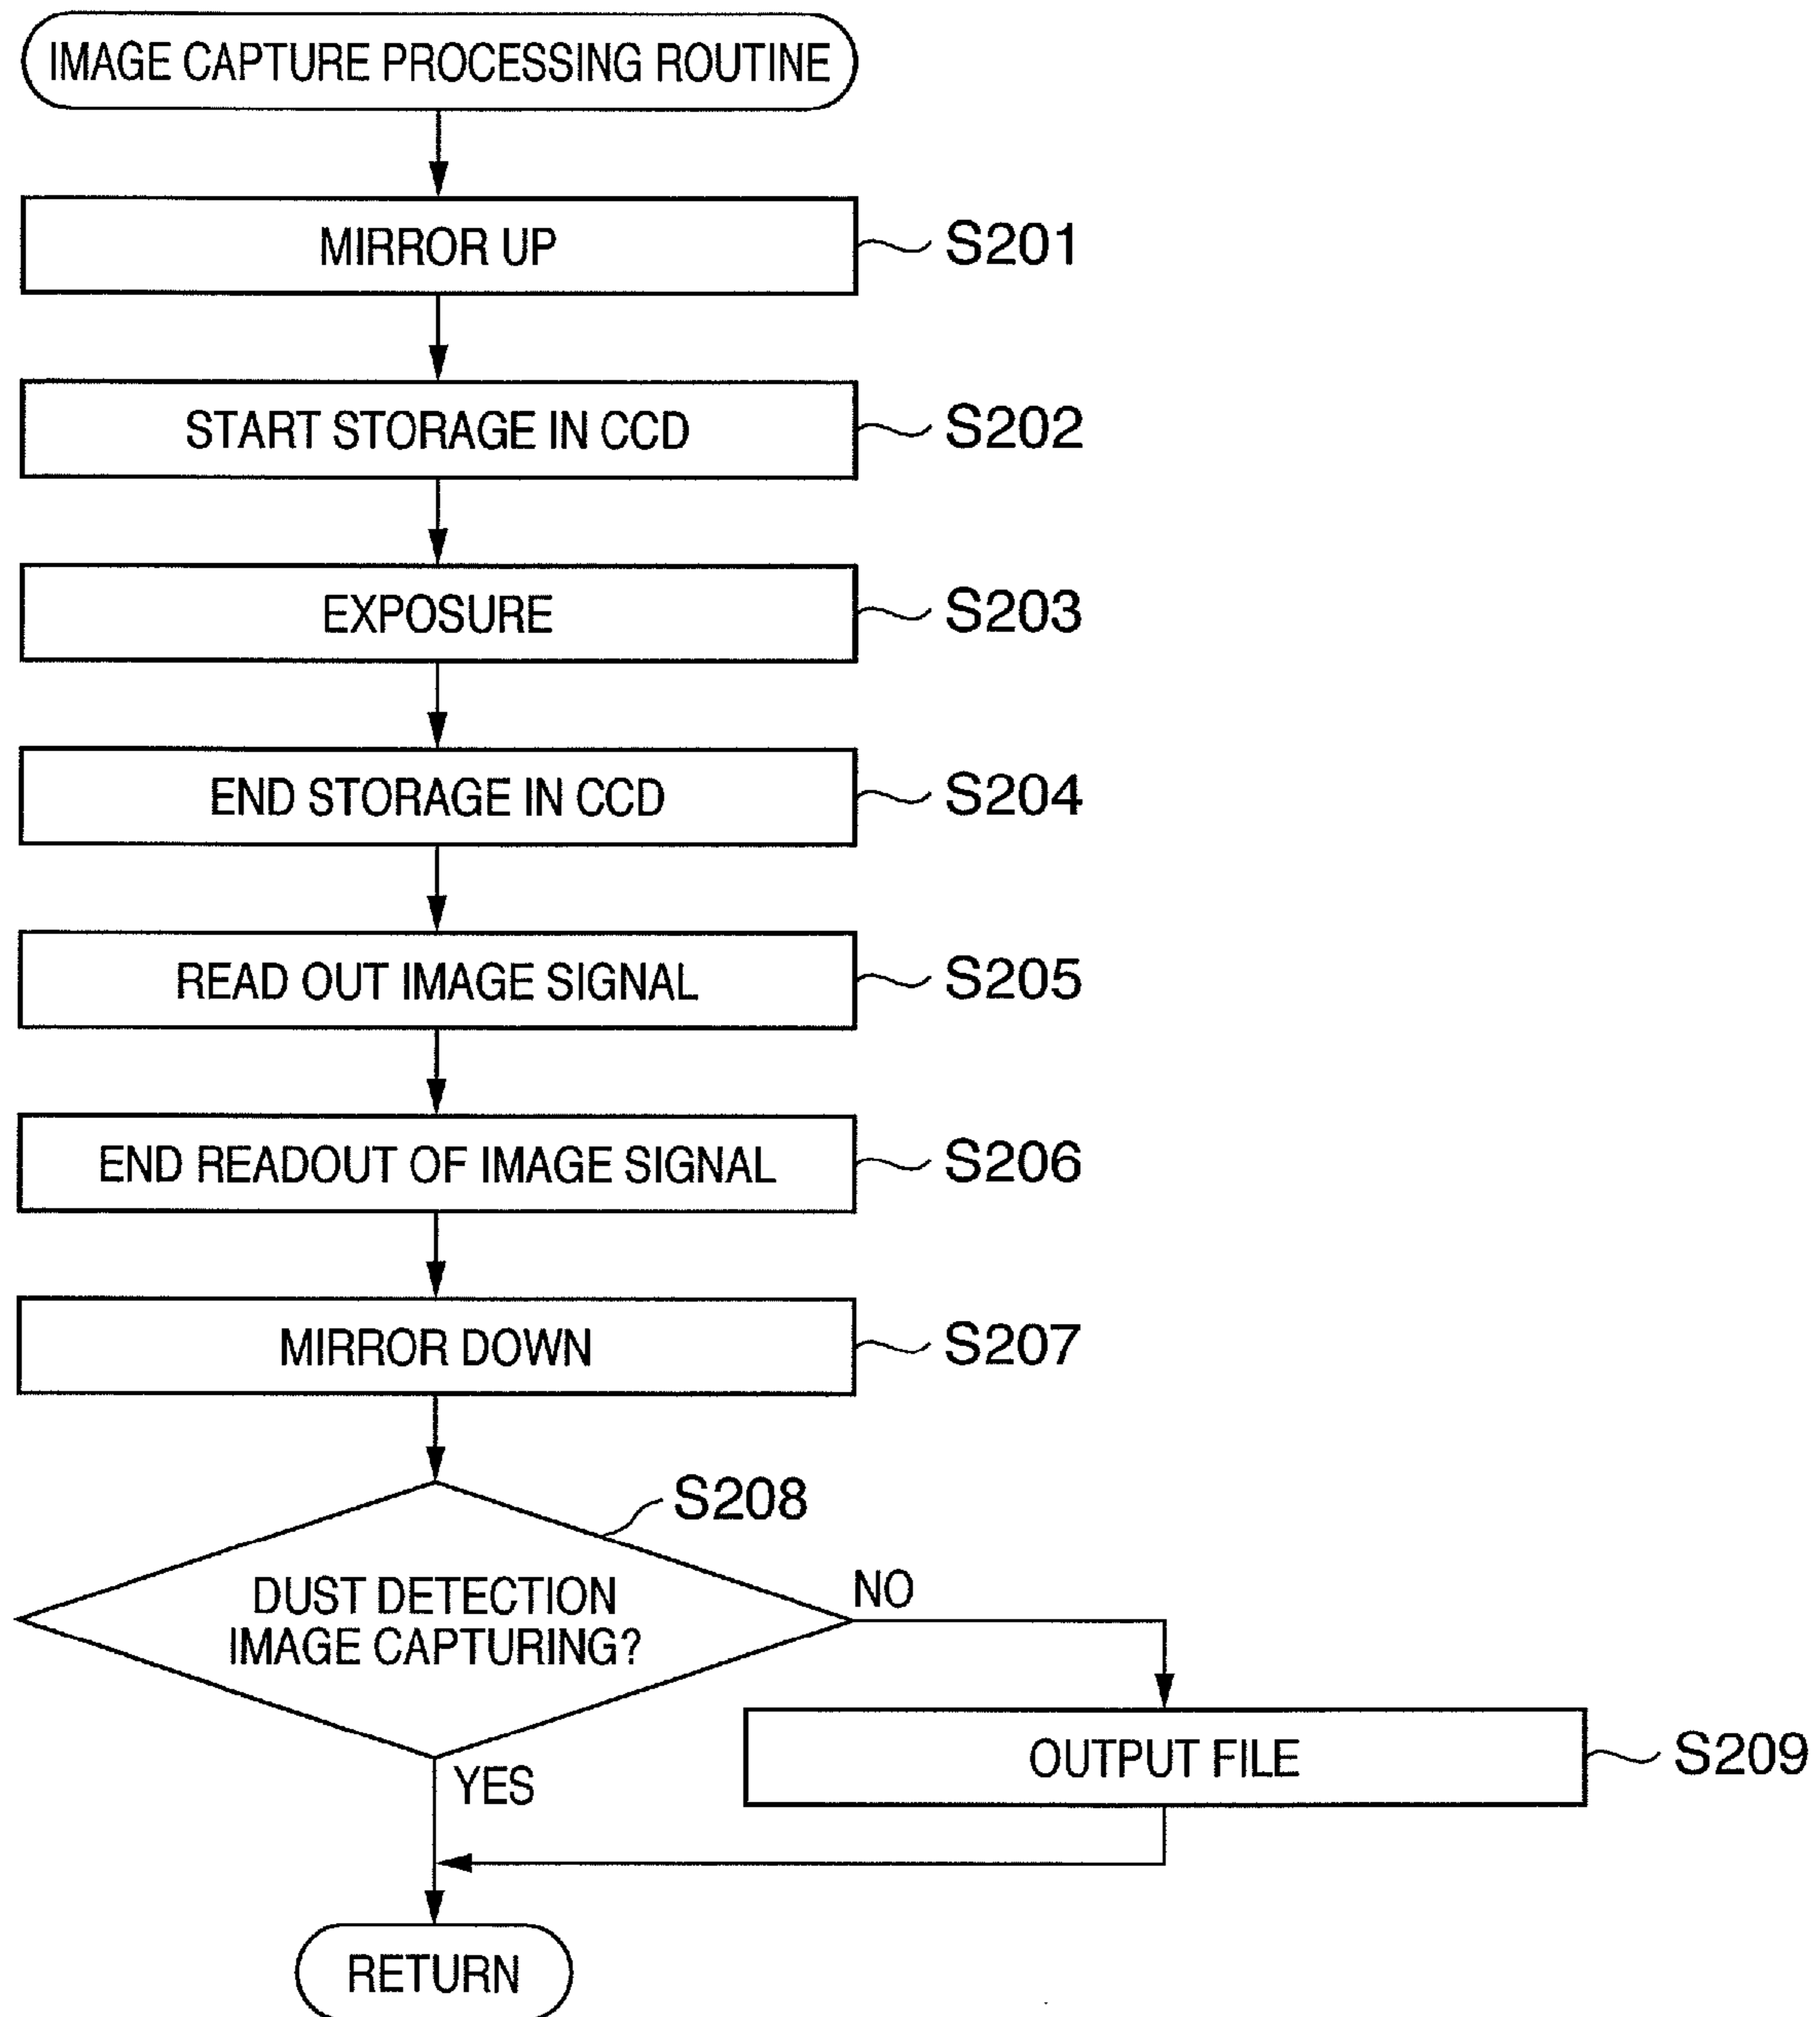 IMAGE CAPTURE PROCESSING ROUTINE
MIRROR UP
S201
START STORAGE IN CCD
S202
EXPOSURE
S203
END STORAGE IN CCD
S204
READ OUT IMAGE SIGNAL
S205
END READOUT OF IMAGE SIGNAL
S206
MIRROR DOWN
S207
S208
DUST DETECTION
IMAGE CAPTURING?
NO
YES
OUTPUT FILE
S209
RETURN